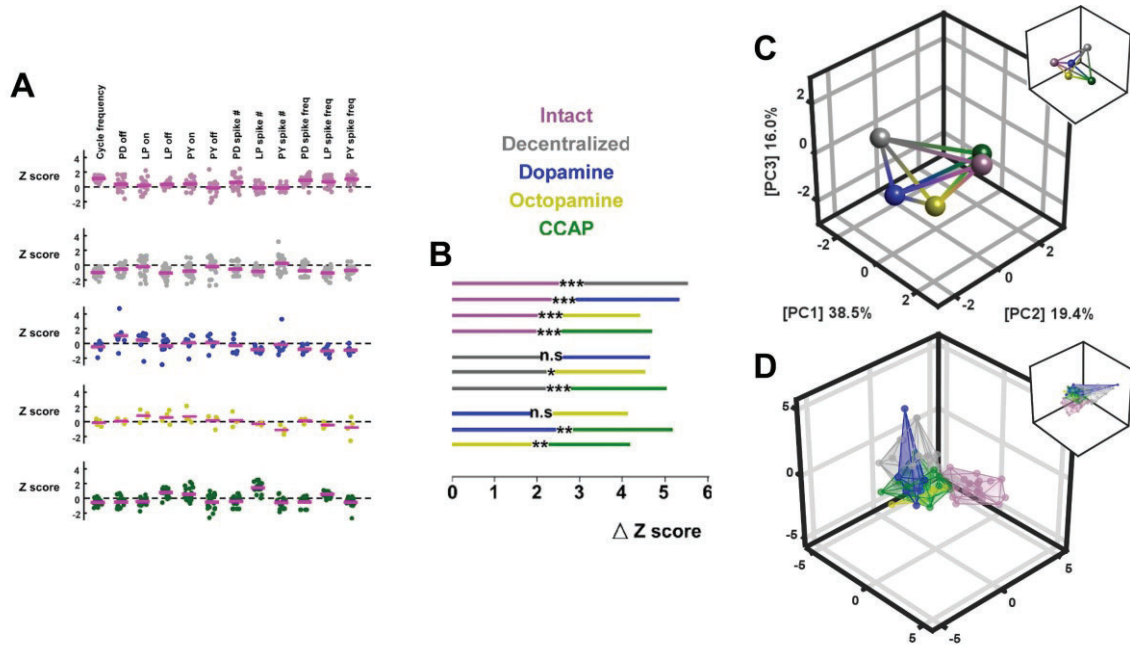 A
Cycle frequency
PD off
LP on
LP off
PY on
PY off
PD spike #
LP spike #
PY spike #
PD spike freq
LP spike freq
PY spike freq
Z score
4
2
0
-2
Z score
4
2
0
-2
Z score
4
2
0
-2
Z score
4
2
0
-2
Z score
4
2
0
-2
Intact
Decentralized
Dopamine
Octopamine
CCAP
B
***
***
***
***
n.s
*
***
n.s
**
**
0 1 2 3 4 5 6
△ Z score
C
[PC3] 16.0%
2
0
-2
-2
0
2
-2
0
2
[PC1] 38.5%
[PC2] 19.4%
D
5
0
-5
-5
0
5
-5
0
5